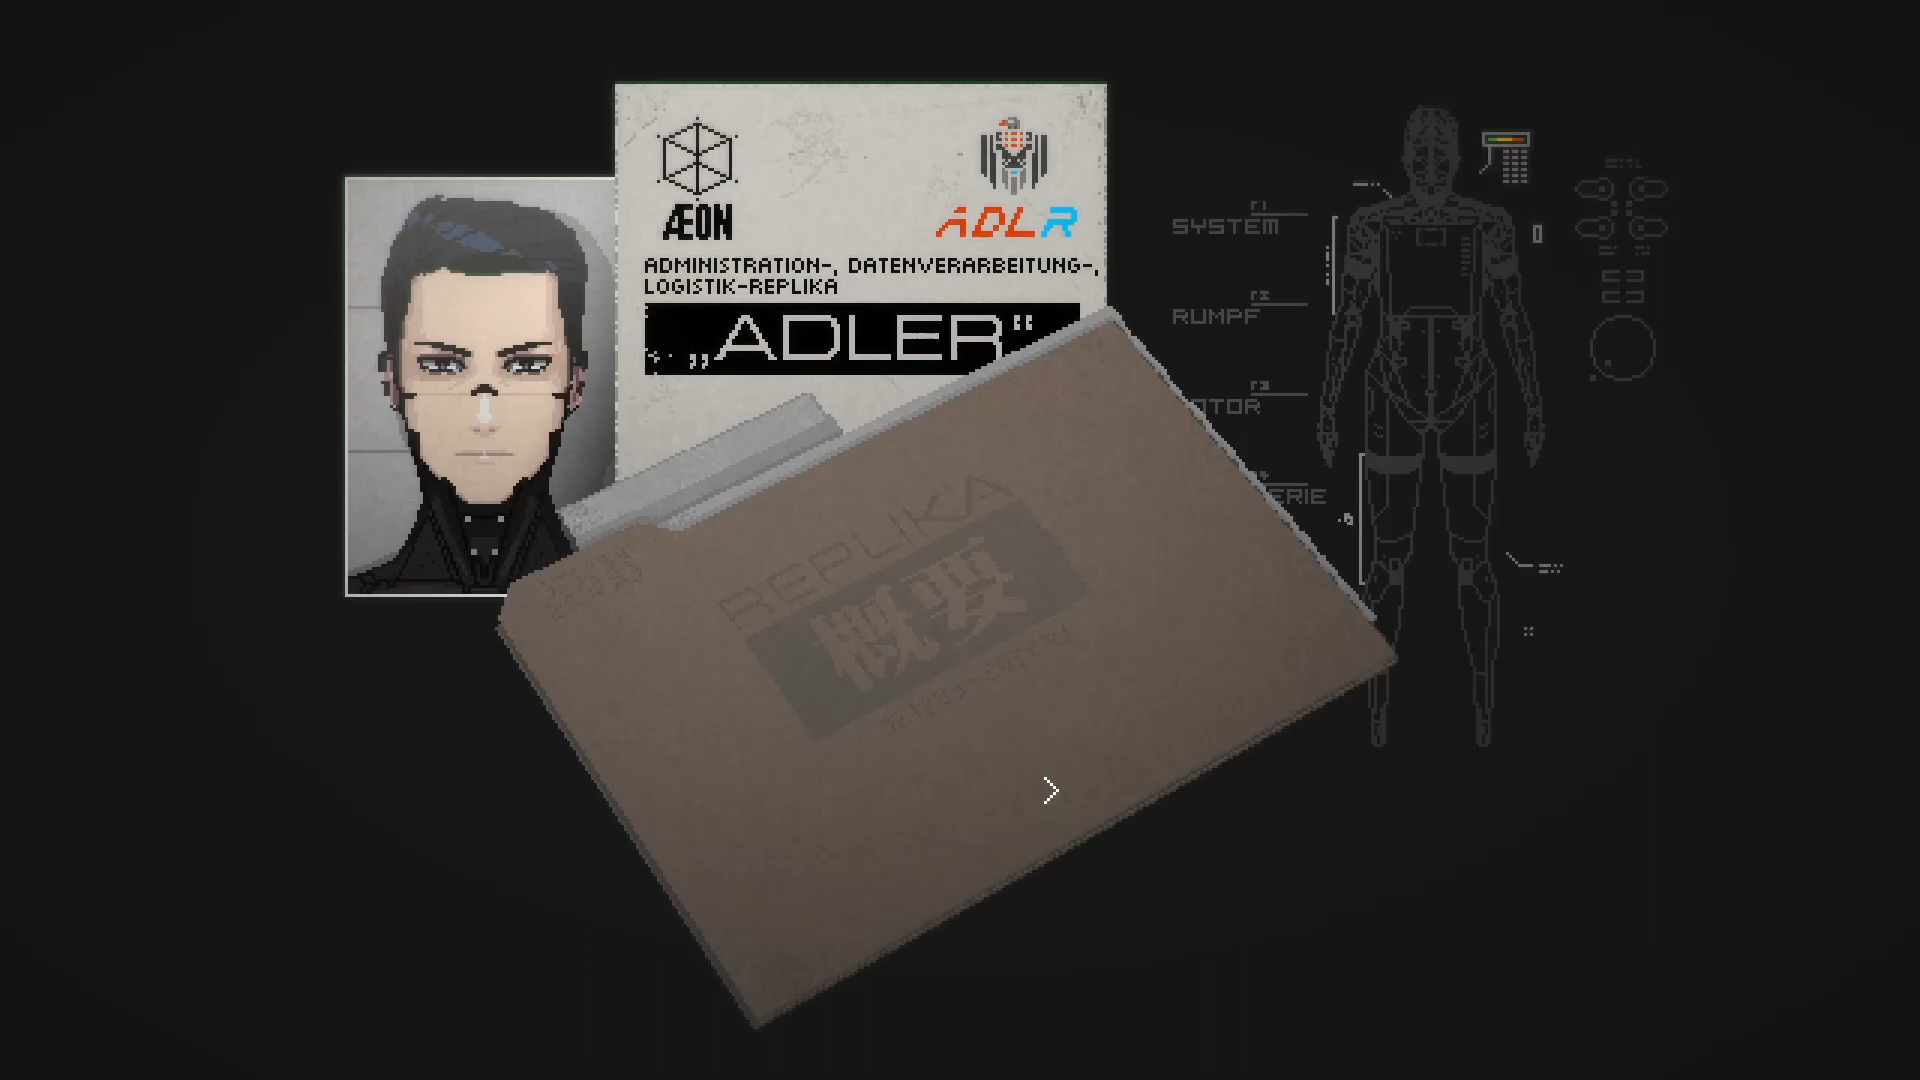 ÆON
ADLR
ADMINISTRATION-, DATENVERARBEITUNG-,
LOGISTIK-REPLIKA
„ADLER“
REPLIKA
概要
SYSTEM
RUMPF